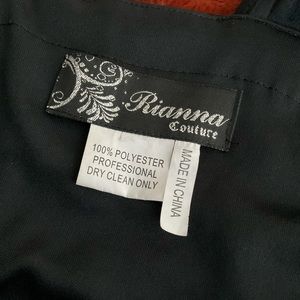 Rianna
Couture
100% POLYESTER
PROFESSIONAL
DRY CLEAN ONLY
MADE IN CHINA